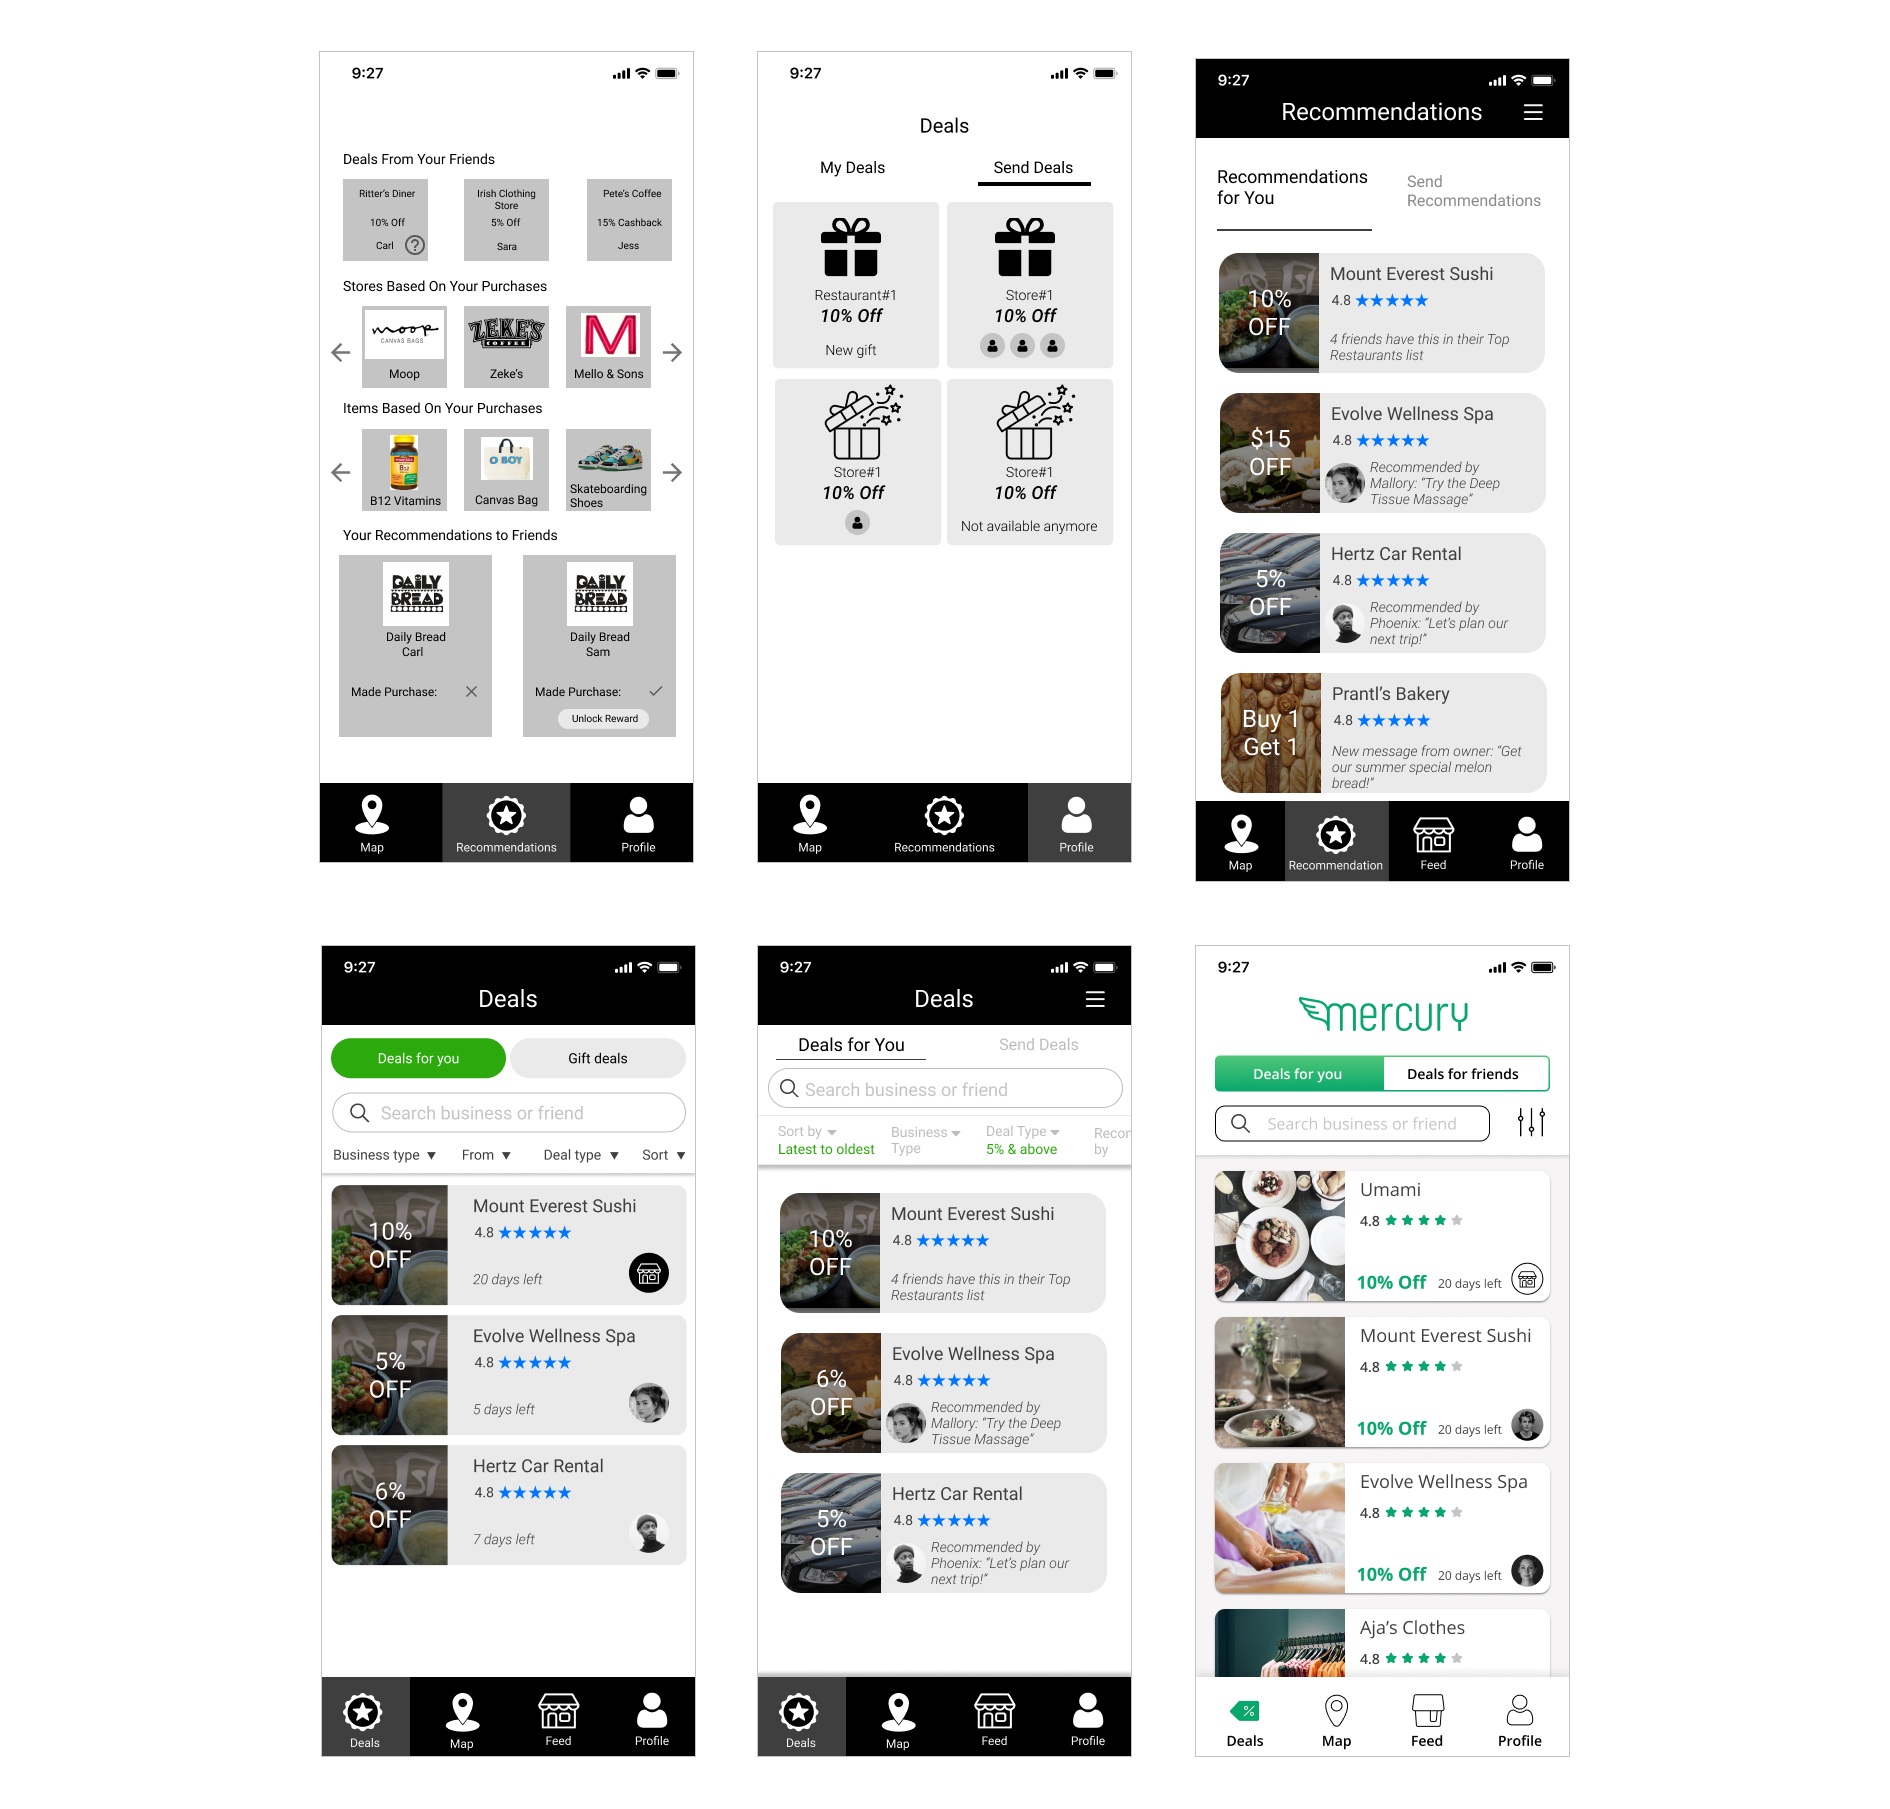 9:27
Deals From Your Friends
Ritter's Diner
10% Off
Carl
Irish Clothing
Store
5% Off
Sara
Pete's Coffee
15% Cashback
Jess
Stores Based On Your Purchases
moop
CANVAS BAGS
Moop
ZEKE'S
COFFEE
Zeke's
M
Mello & Sons
Items Based On Your Purchases
B12
B12 Vitamins
O BOY
Canvas Bag
Skateboarding
Shoes
Your Recommendations to Friends
DAILY
BREAD
Daily Bread
Carl
Made Purchase:
DAILY
BREAD
Daily Bread
Sam
Made Purchase:
Unlock Reward
Map
Recommendations
Profile
9:27
Deals
My Deals
Send Deals
Restaurant#1
10% Off
New gift
Store#1
10% Off
Store#1
10% Off
Store#1
10% Off
Not available anymore
Map
Recommendations
Profile
9:27
Recommendations
Recommendations
for You
Send
Recommendations
10%
OFF
Mount Everest Sushi
4.8
4 friends have this in their Top
Restaurants list
$15
OFF
Evolve Wellness Spa
4.8
Recommended by
Mallory: "Try the Deep
Tissue Massage"
5%
OFF
Hertz Car Rental
4.8
Recommended by
Phoenix: "Let's plan our
next trip!"
Buy 1
Get 1
Prantl's Bakery
4.8
New message from owner: "Get
our summer special melon
bread!"
Map
Recommendation
Feed
Profile
9:27
Deals
Deals for you
Gift deals
Search business or friend
Business type
From
Deal type
Sort
10%
OFF
Mount Everest Sushi
4.8
20 days left
5%
OFF
Evolve Wellness Spa
4.8
5 days left
6%
OFF
Hertz Car Rental
4.8
7 days left
Deals
Map
Feed
Profile
9:27
Deals
Deals for You
Send Deals
Search business or friend
Sort by
Latest to oldest
Business
Type
Deal Type
5% & above
Recor
by
10%
OFF
Mount Everest Sushi
4.8
4 friends have this in their Top
Restaurants list
6%
OFF
Evolve Wellness Spa
4.8
Recommended by
Mallory: "Try the Deep
Tissue Massage"
5%
OFF
Hertz Car Rental
4.8
Recommended by
Phoenix: "Let's plan our
next trip!"
Deals
Map
Feed
Profile
9:27
mercury
Deals for you
Deals for friends
Search business or friend
Umami
4.8
10% Off
20 days left
Mount Everest Sushi
4.8
10% Off
20 days left
Evolve Wellness Spa
4.8
10% Off
20 days left
Aja's Clothes
4.8
%
Deals
Map
Feed
Profile